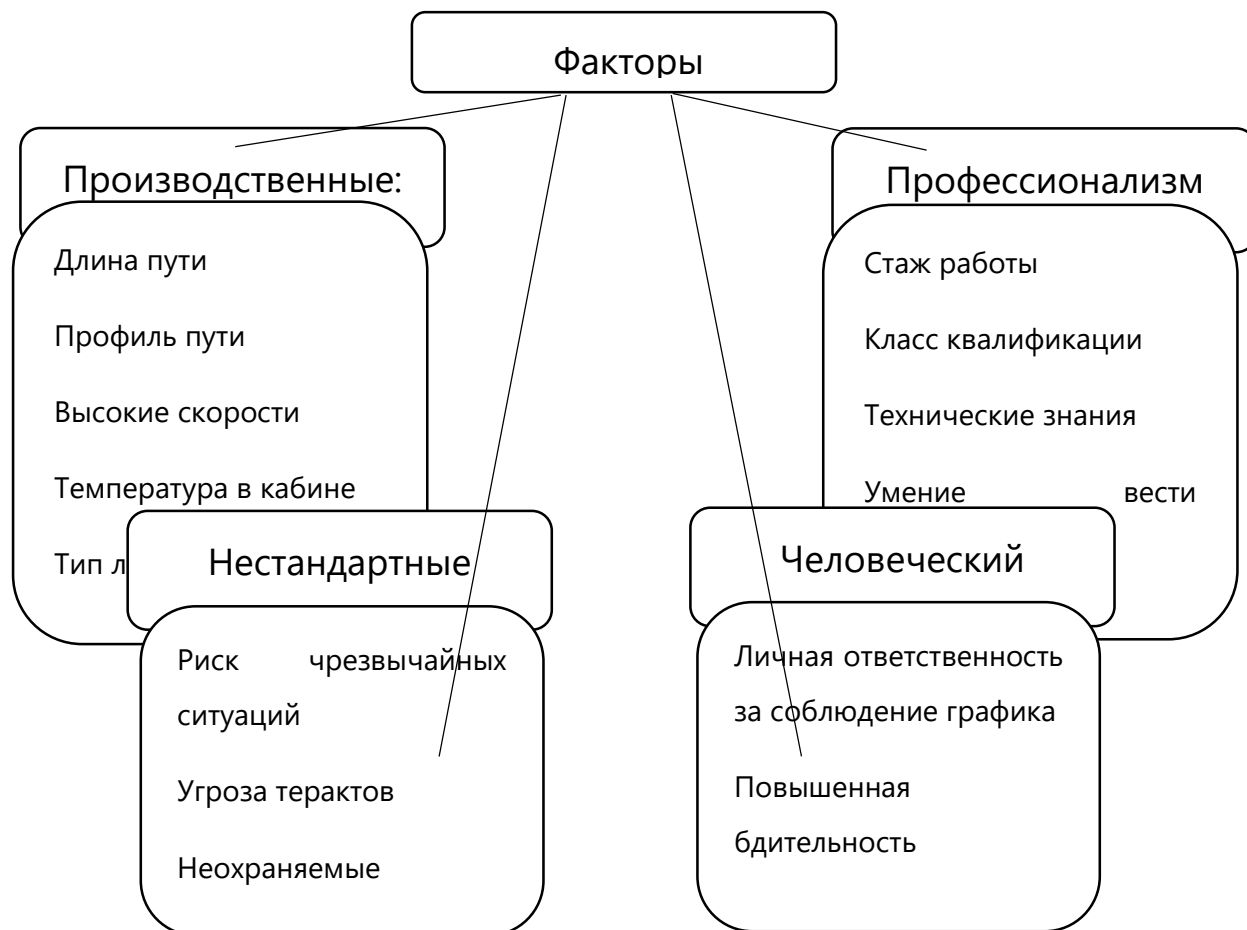 Факторы
Производственные:
Длина пути
Профиль пути
Высокие скорости
Температура в кабине
Тип л
Профессионализм
Стаж работы
Класс квалификации
Технические знания
Умение вести
Нестандартные
Риск чрезвычайных
ситуаций
Угроза терактов
Неохраняемые
Человеческий
Личная ответственность
за соблюдение графика
Повышенная
бдительность